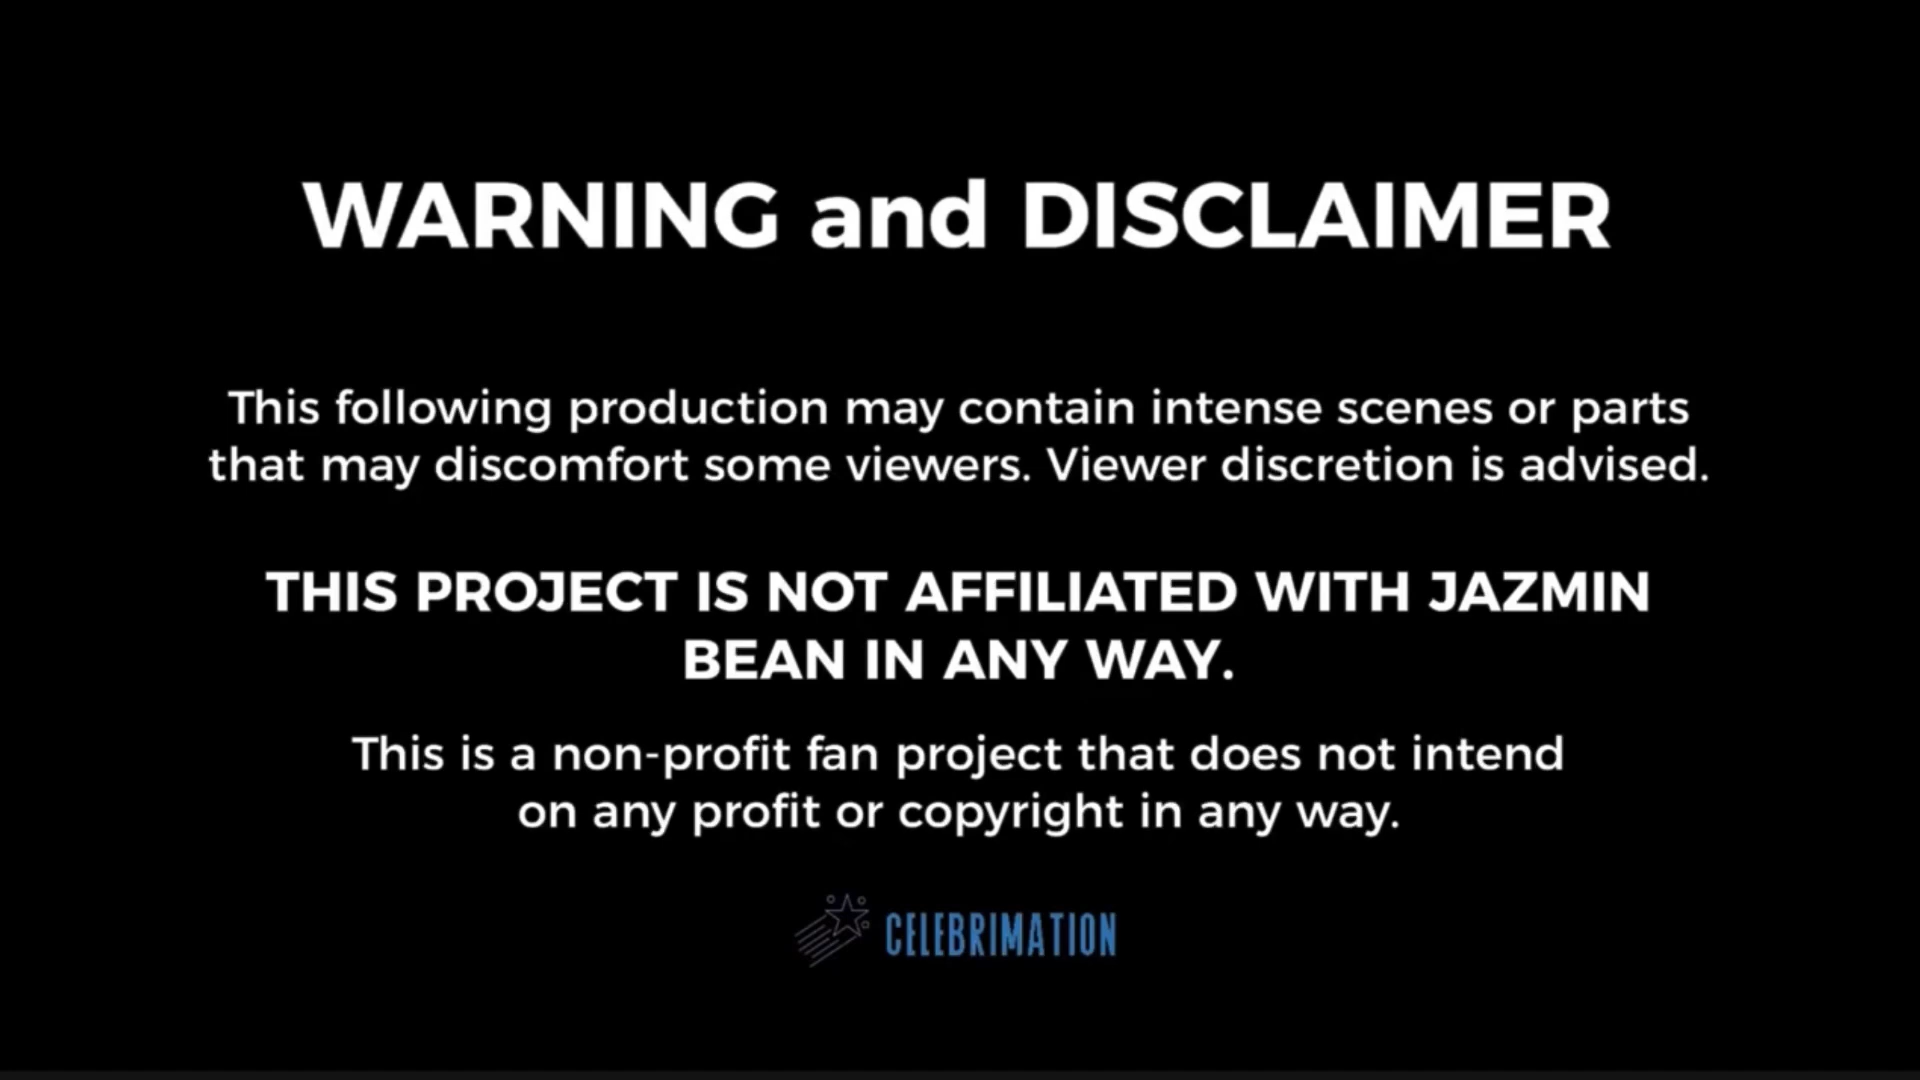 WARNING and DISCLAIMER
This following production may contain intense scenes or parts
that may discomfort some viewers. Viewer discretion is advised.
THIS PROJECT IS NOT AFFILIATED WITH JAZMIN
BEAN IN ANY WAY.
This is a non-profit fan project that does not intend
on any profit or copyright in any way.
CELEBRIMATION